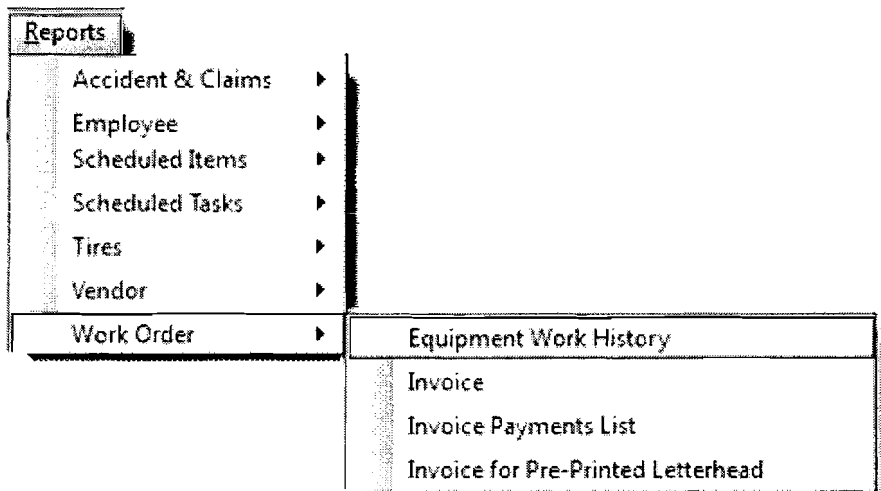 Reports
Accident & Claims
Employee
Scheduled Items
Scheduled Tasks
Tires
Vendor
Work Order
Equipment Work History
Invoice
Invoice Payments List
Invoice for Pre-Printed Letterhead